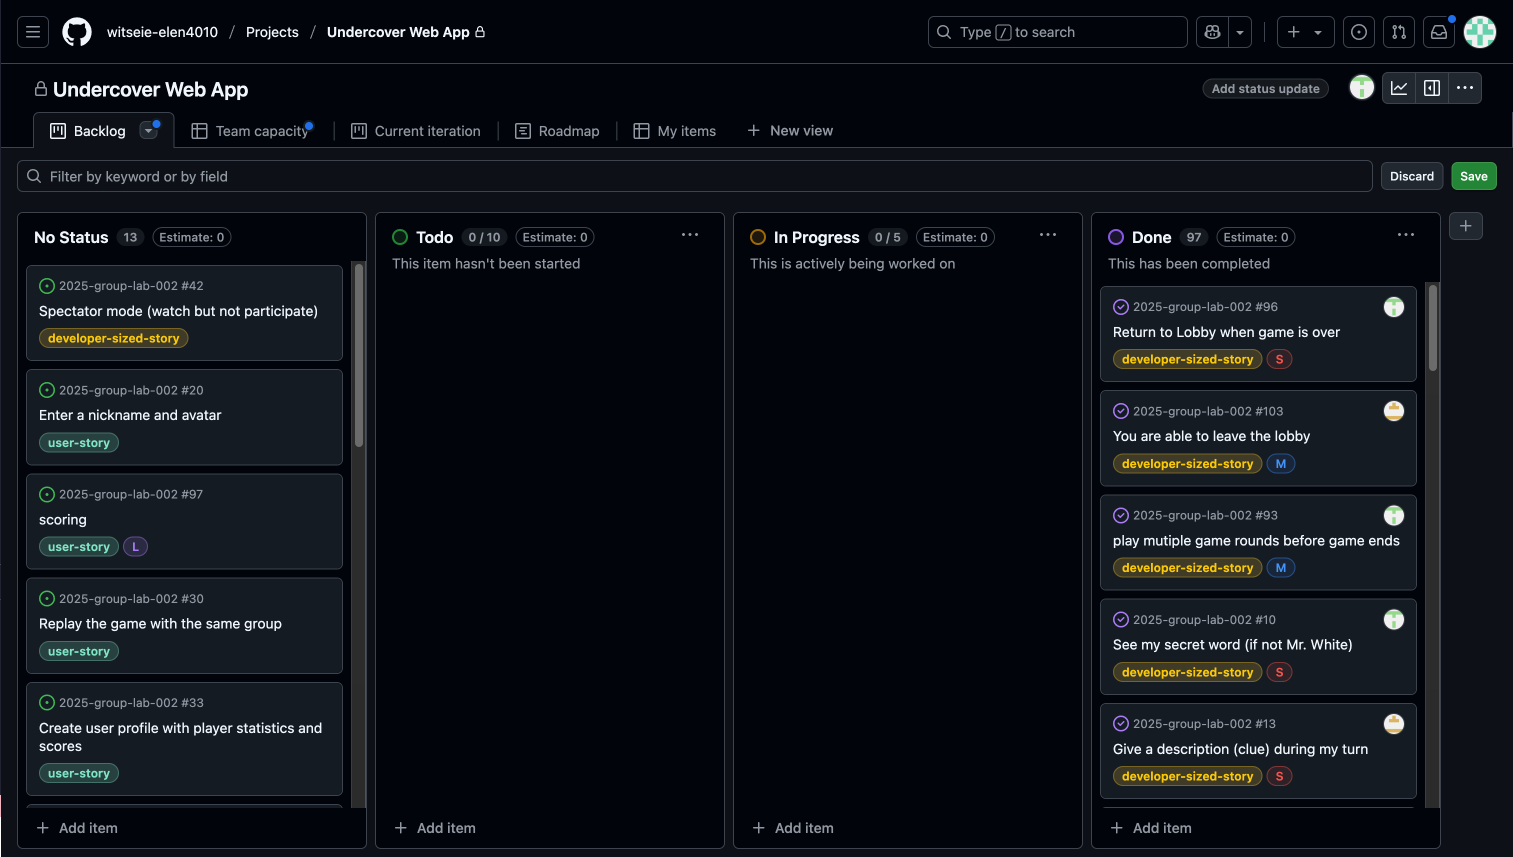 witseie-elen4010 / Projects / Undercover Web App
Type / to search
Undercover Web App
Add status update
Backlog
Team capacity
Current iteration
Roadmap
My items
New view
Filter by keyword or by field
Discard
Save
No Status 13 Estimate: 0
2025-group-lab-002 #42
Spectator mode (watch but not participate)
developer-sized-story
2025-group-lab-002 #20
Enter a nickname and avatar
user-story
2025-group-lab-002 #97
scoring
user-story L
2025-group-lab-002 #30
Replay the game with the same group
user-story
2025-group-lab-002 #33
Create user profile with player statistics and
scores
user-story
Add item
Todo 0 / 10 Estimate: 0
This item hasn't been started
Add item
In Progress 0 / 5 Estimate: 0
This is actively being worked on
Add item
Done 97 Estimate: 0
This has been completed
2025-group-lab-002 #96
Return to Lobby when game is over
developer-sized-story S
2025-group-lab-002 #103
You are able to leave the lobby
developer-sized-story M
2025-group-lab-002 #93
play mutiple game rounds before game ends
developer-sized-story M
2025-group-lab-002 #10
See my secret word (if not Mr. White)
developer-sized-story S
2025-group-lab-002 #13
Give a description (clue) during my turn
developer-sized-story S
Add item